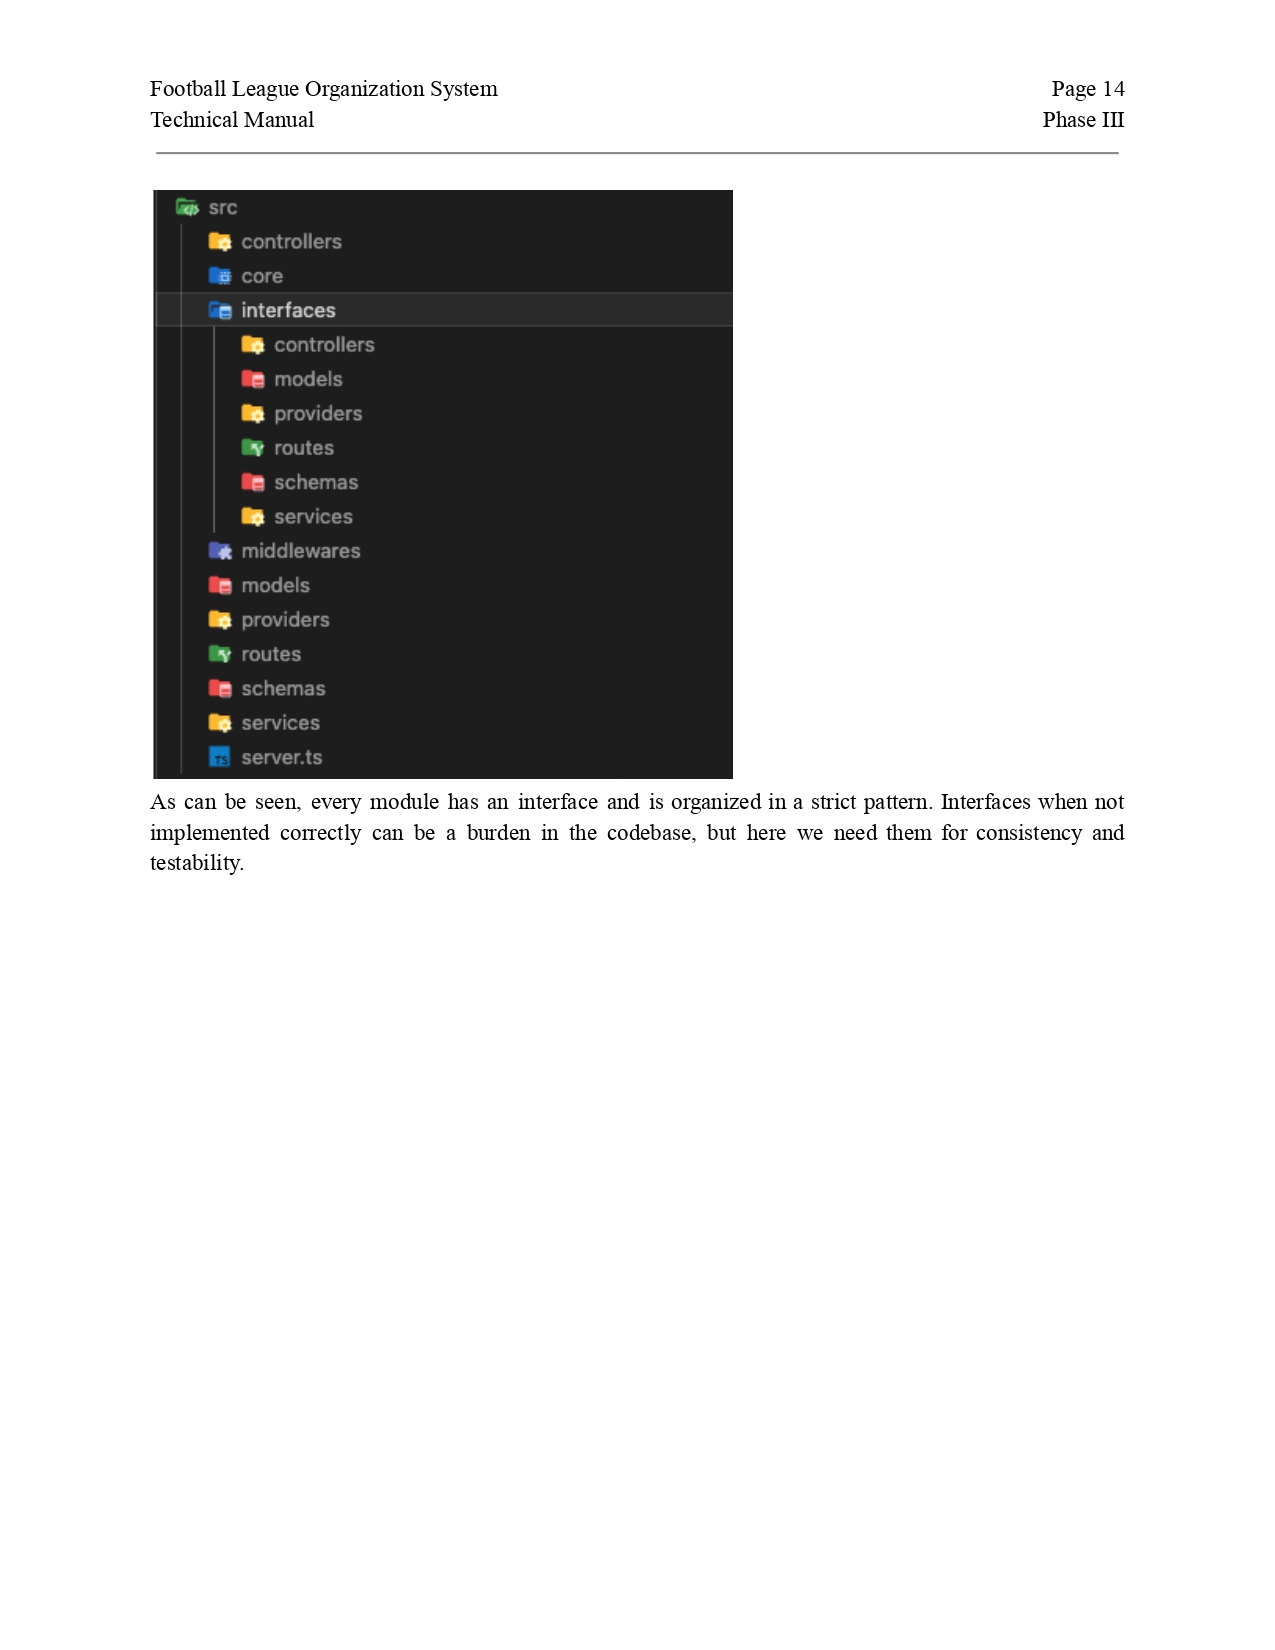 Football League Organization System Page 14
Technical Manual Phase III
src
controllers
core
interfaces
controllers
models
providers
routes
schemas
services
middlewares
models
providers
routes
schemas
services
TS server.ts
As can be seen, every module has an interface and is organized in a strict pattern. Interfaces when not
implemented correctly can be a burden in the codebase, but here we need them for consistency and
testability.